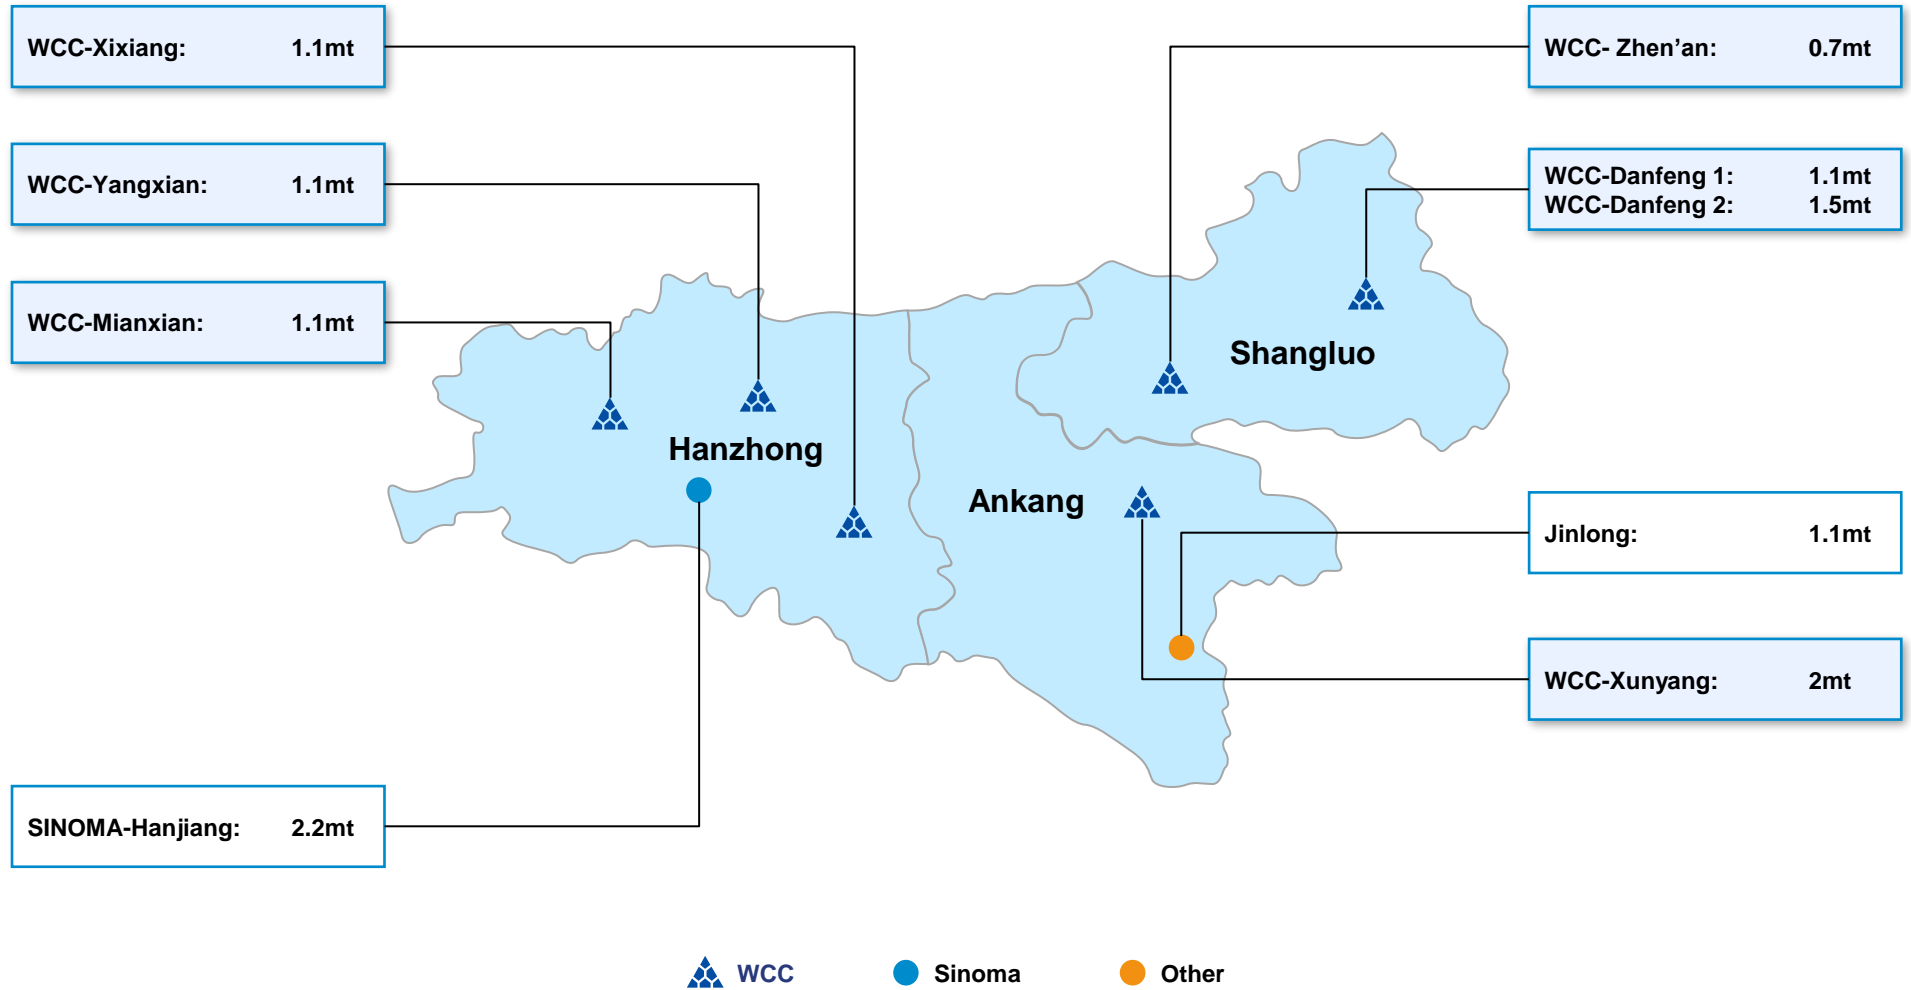 WCC-Xixiang: 1.1mt
WCC-Yangxian: 1.1mt
WCC-Mianxian: 1.1mt
SINOMA-Hanjiang: 2.2mt
WCC- Zhen’an: 0.7mt
WCC-Danfeng 1: 1.1mt
WCC-Danfeng 2: 1.5mt
Jinlong: 1.1mt
WCC-Xunyang: 2mt
Shangluo
Hanzhong
Ankang
WCC
Sinoma
Other